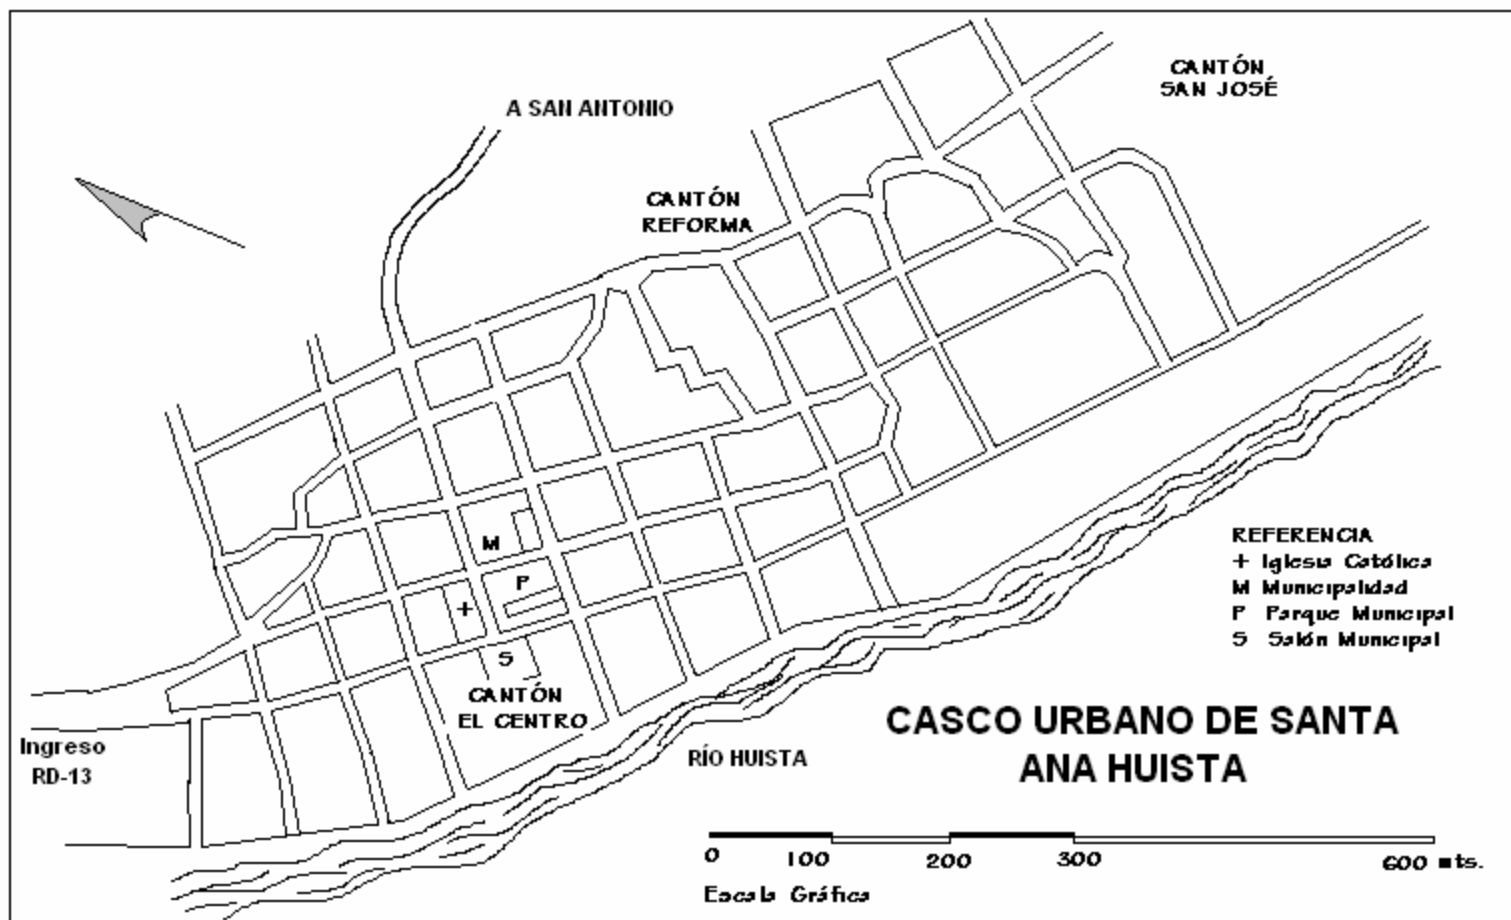 A SAN ANTONIO
CANTÓN
SAN JOSÉ
CANTÓN
REFORMA
M
P
+
S
CANTÓN
EL CENTRO
REFERENCIA
+ Iglesia Católica
M Municipalidad
P Parque Municipal
S Salón Municipal
Ingreso
RD-13
RÍO HUISTA
CASCO URBANO DE SANTA
ANA HUISTA
0 100 200 300 600 mts.
Escala Gráfica